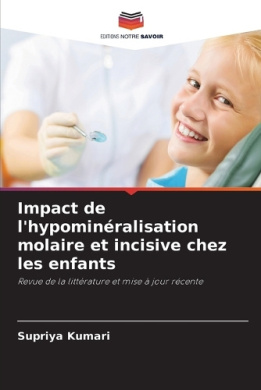 EDITIONS NOTRE SAVOIR
Impact de
l'hypominéralisation
molaire et incisive chez
les enfants
Revue de la littérature et mise à jour récente
Supriya Kumari